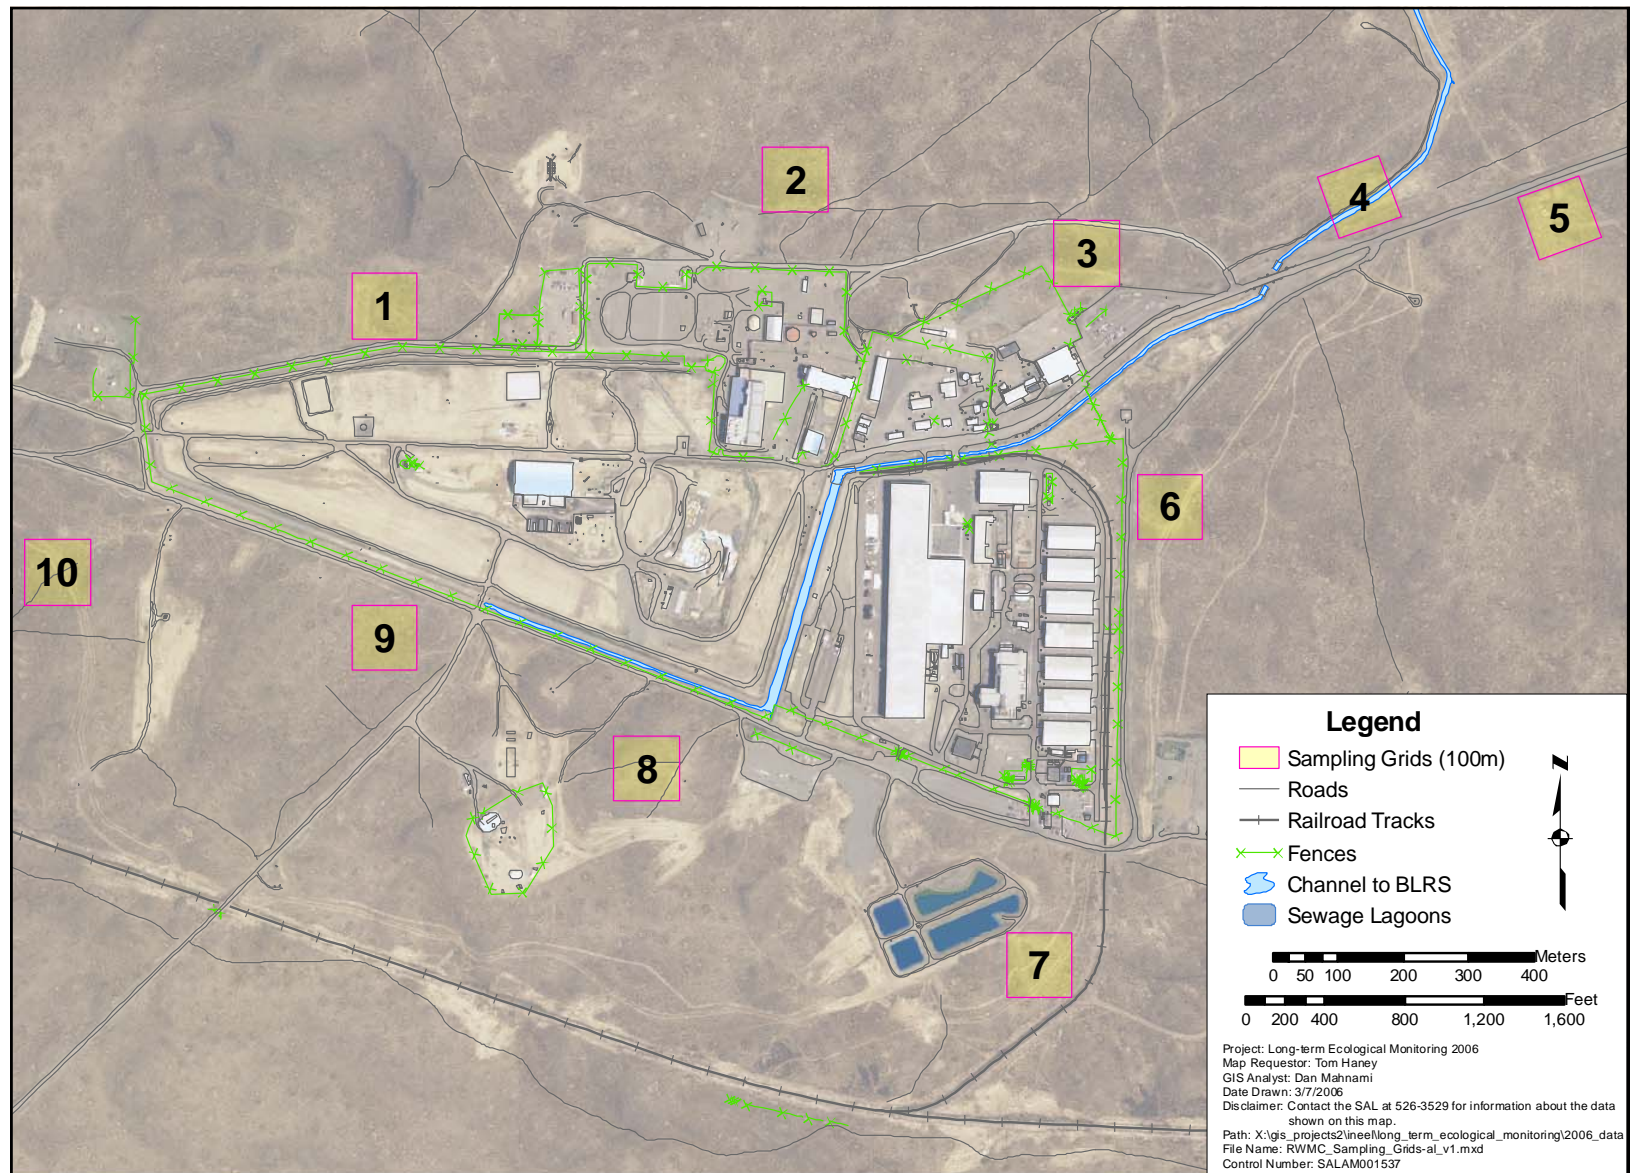 2
4
5
3
1
6
10
9
8
7
Legend
Sampling Grids (100m)
Roads
Railroad Tracks
Fences
Channel to BLRS
Sewage Lagoons
N
Meters
0 50 100 200 300 400
Feet
0 200 400 800 1,200 1,600
Project: Long-term Ecological Monitoring 2006
Map Requestor: Tom Haney
GIS Analyst: Dan Mahnami
Date Drawn: 3/7/2006
Disclaimer: Contact the SAL at 526-3529 for information about the data
shown on this map.
Path: X:\gis_projects2\ineel\long_term_ecological_monitoring\2006_data
File Name: RWMC_Sampling_Grids-al_v1.mxd
Control Number: SALAM001537